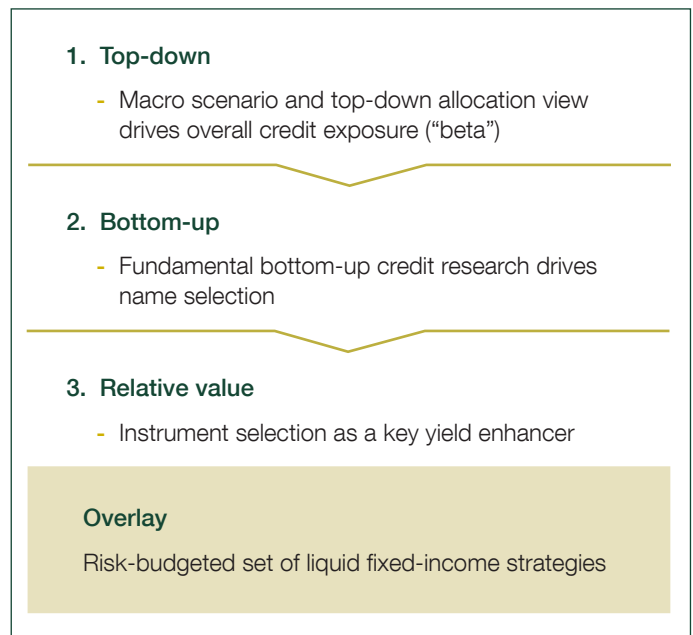 1. Top-down
- Macro scenario and top-down allocation view
drives overall credit exposure (“beta”)
2. Bottom-up
- Fundamental bottom-up credit research drives
name selection
3. Relative value
- Instrument selection as a key yield enhancer
Overlay
Risk-budgeted set of liquid fixed-income strategies